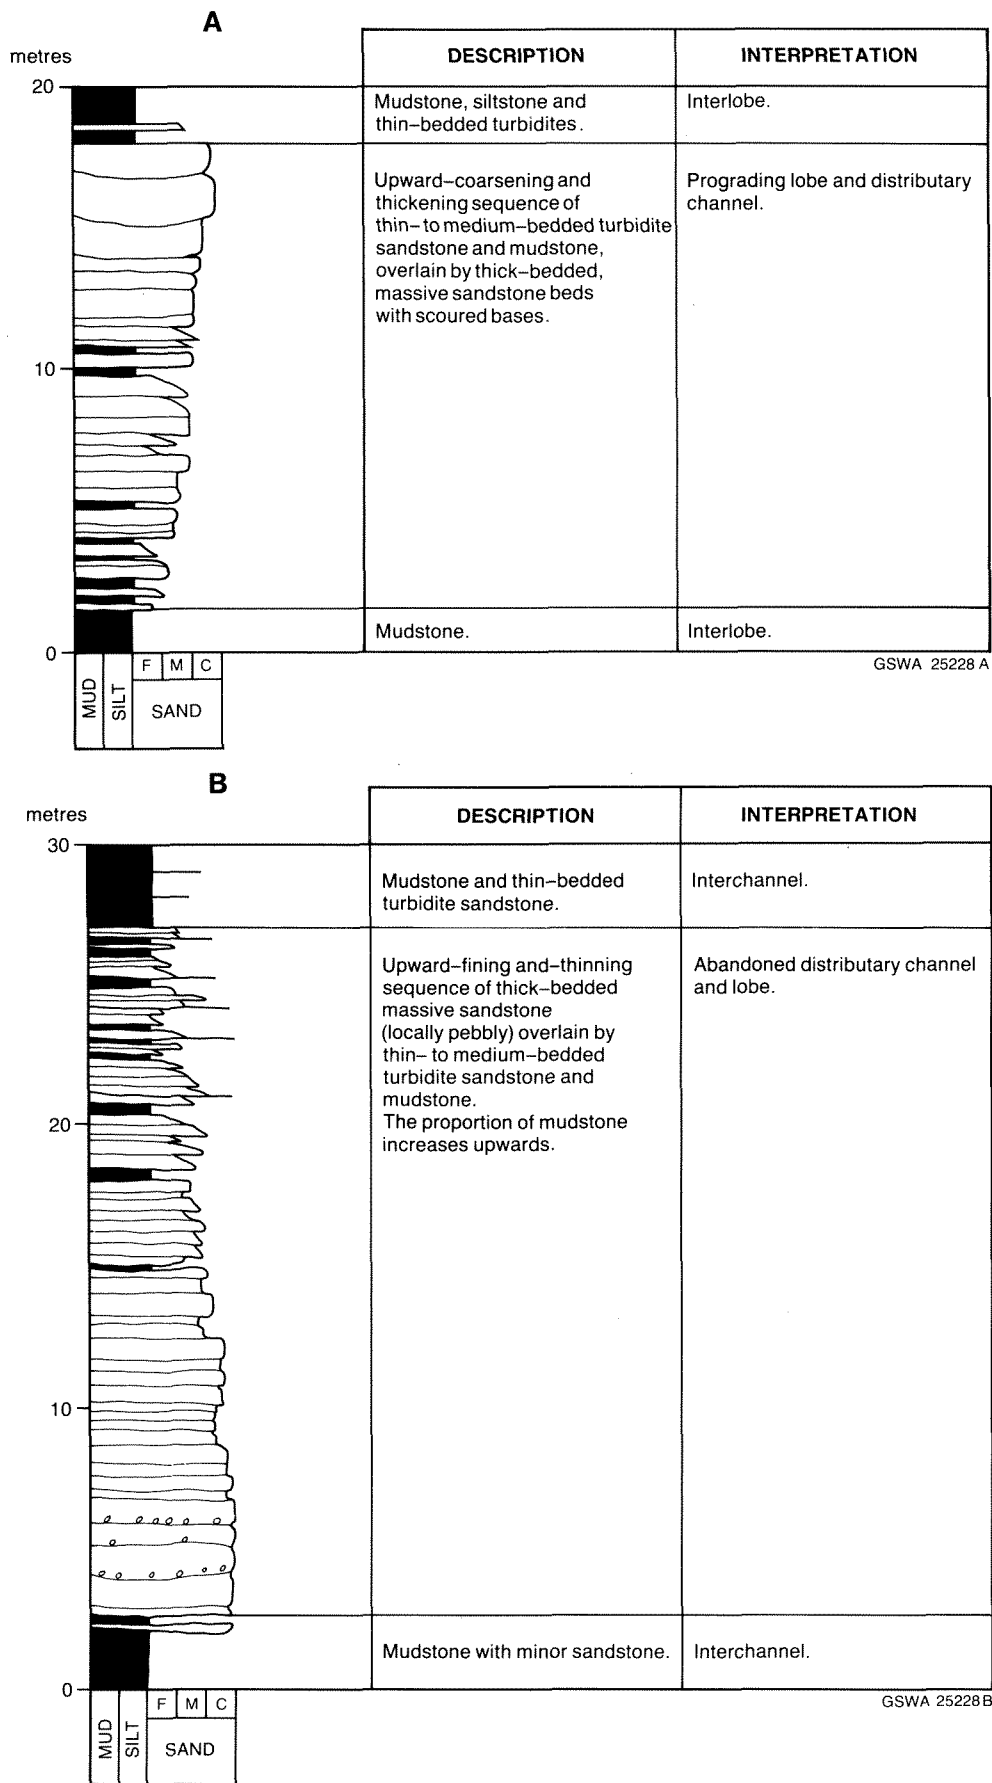 A
metres
DESCRIPTION
INTERPRETATION
20
Mudstone, siltstone and
thin–bedded turbidites.
Interlobe.
Upward–coarsening and
thickening sequence of
thin– to medium–bedded turbidite
sandstone and mudstone,
overlain by thick–bedded,
massive sandstone beds
with scoured bases.
Prograding lobe and distributary
channel.
10
Mudstone.
Interlobe.
0
F M C
MUD
SILT
SAND
GSWA 25228 A
B
metres
DESCRIPTION
INTERPRETATION
30
Mudstone and thin–bedded
turbidite sandstone.
Interchannel.
Upward–fining and–thinning
sequence of thick–bedded
massive sandstone
(locally pebbly) overlain by
thin– to medium–bedded
turbidite sandstone and
mudstone.
The proportion of mudstone
increases upwards.
Abandoned distributary channel
and lobe.
20
10
Mudstone with minor sandstone.
Interchannel.
0
F M C
MUD
SILT
SAND
GSWA 25228 B